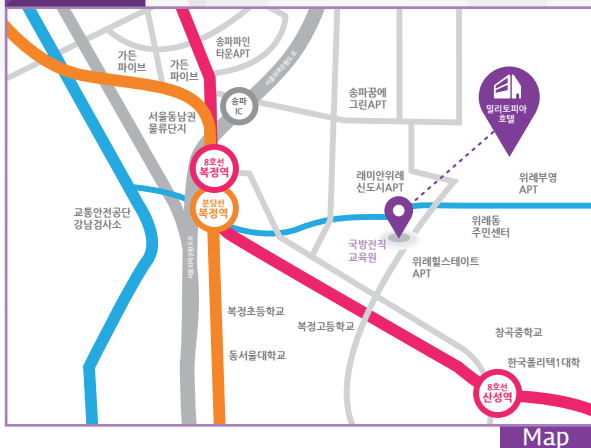 가든
파이브
가든
파이브
송파파인
타운APT
서울외곽순환도로
송파
IC
송파꿈에
그린APT
밀리토피아
호텔
서울동남권
물류단지
8호선
복정역
분당선
복정역
래미안위례
신도시APT
위례부영
APT
교통안전공단
강남검사소
위례동
주민센터
국방전직
교육원
위례힐스테이트
APT
서울외곽순환도로
복정초등학교
복정고등학교
동서울대학교
창곡중학교
한국폴리텍1대학
8호선
산성역
Map